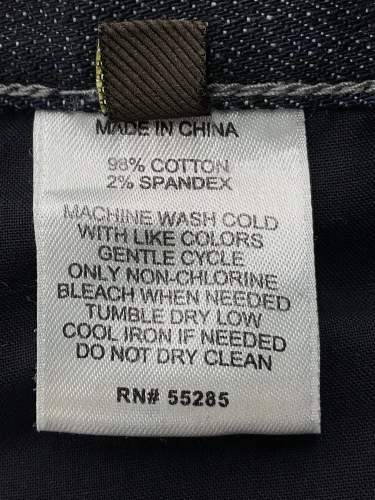 MADE IN CHINA
98% COTTON
2% SPANDEX
MACHINE WASH COLD
WITH LIKE COLORS
GENTLE CYCLE
ONLY NON-CHLORINE
BLEACH WHEN NEEDED
TUMBLE DRY LOW
COOL IRON IF NEEDED
DO NOT DRY CLEAN
RN# 55285